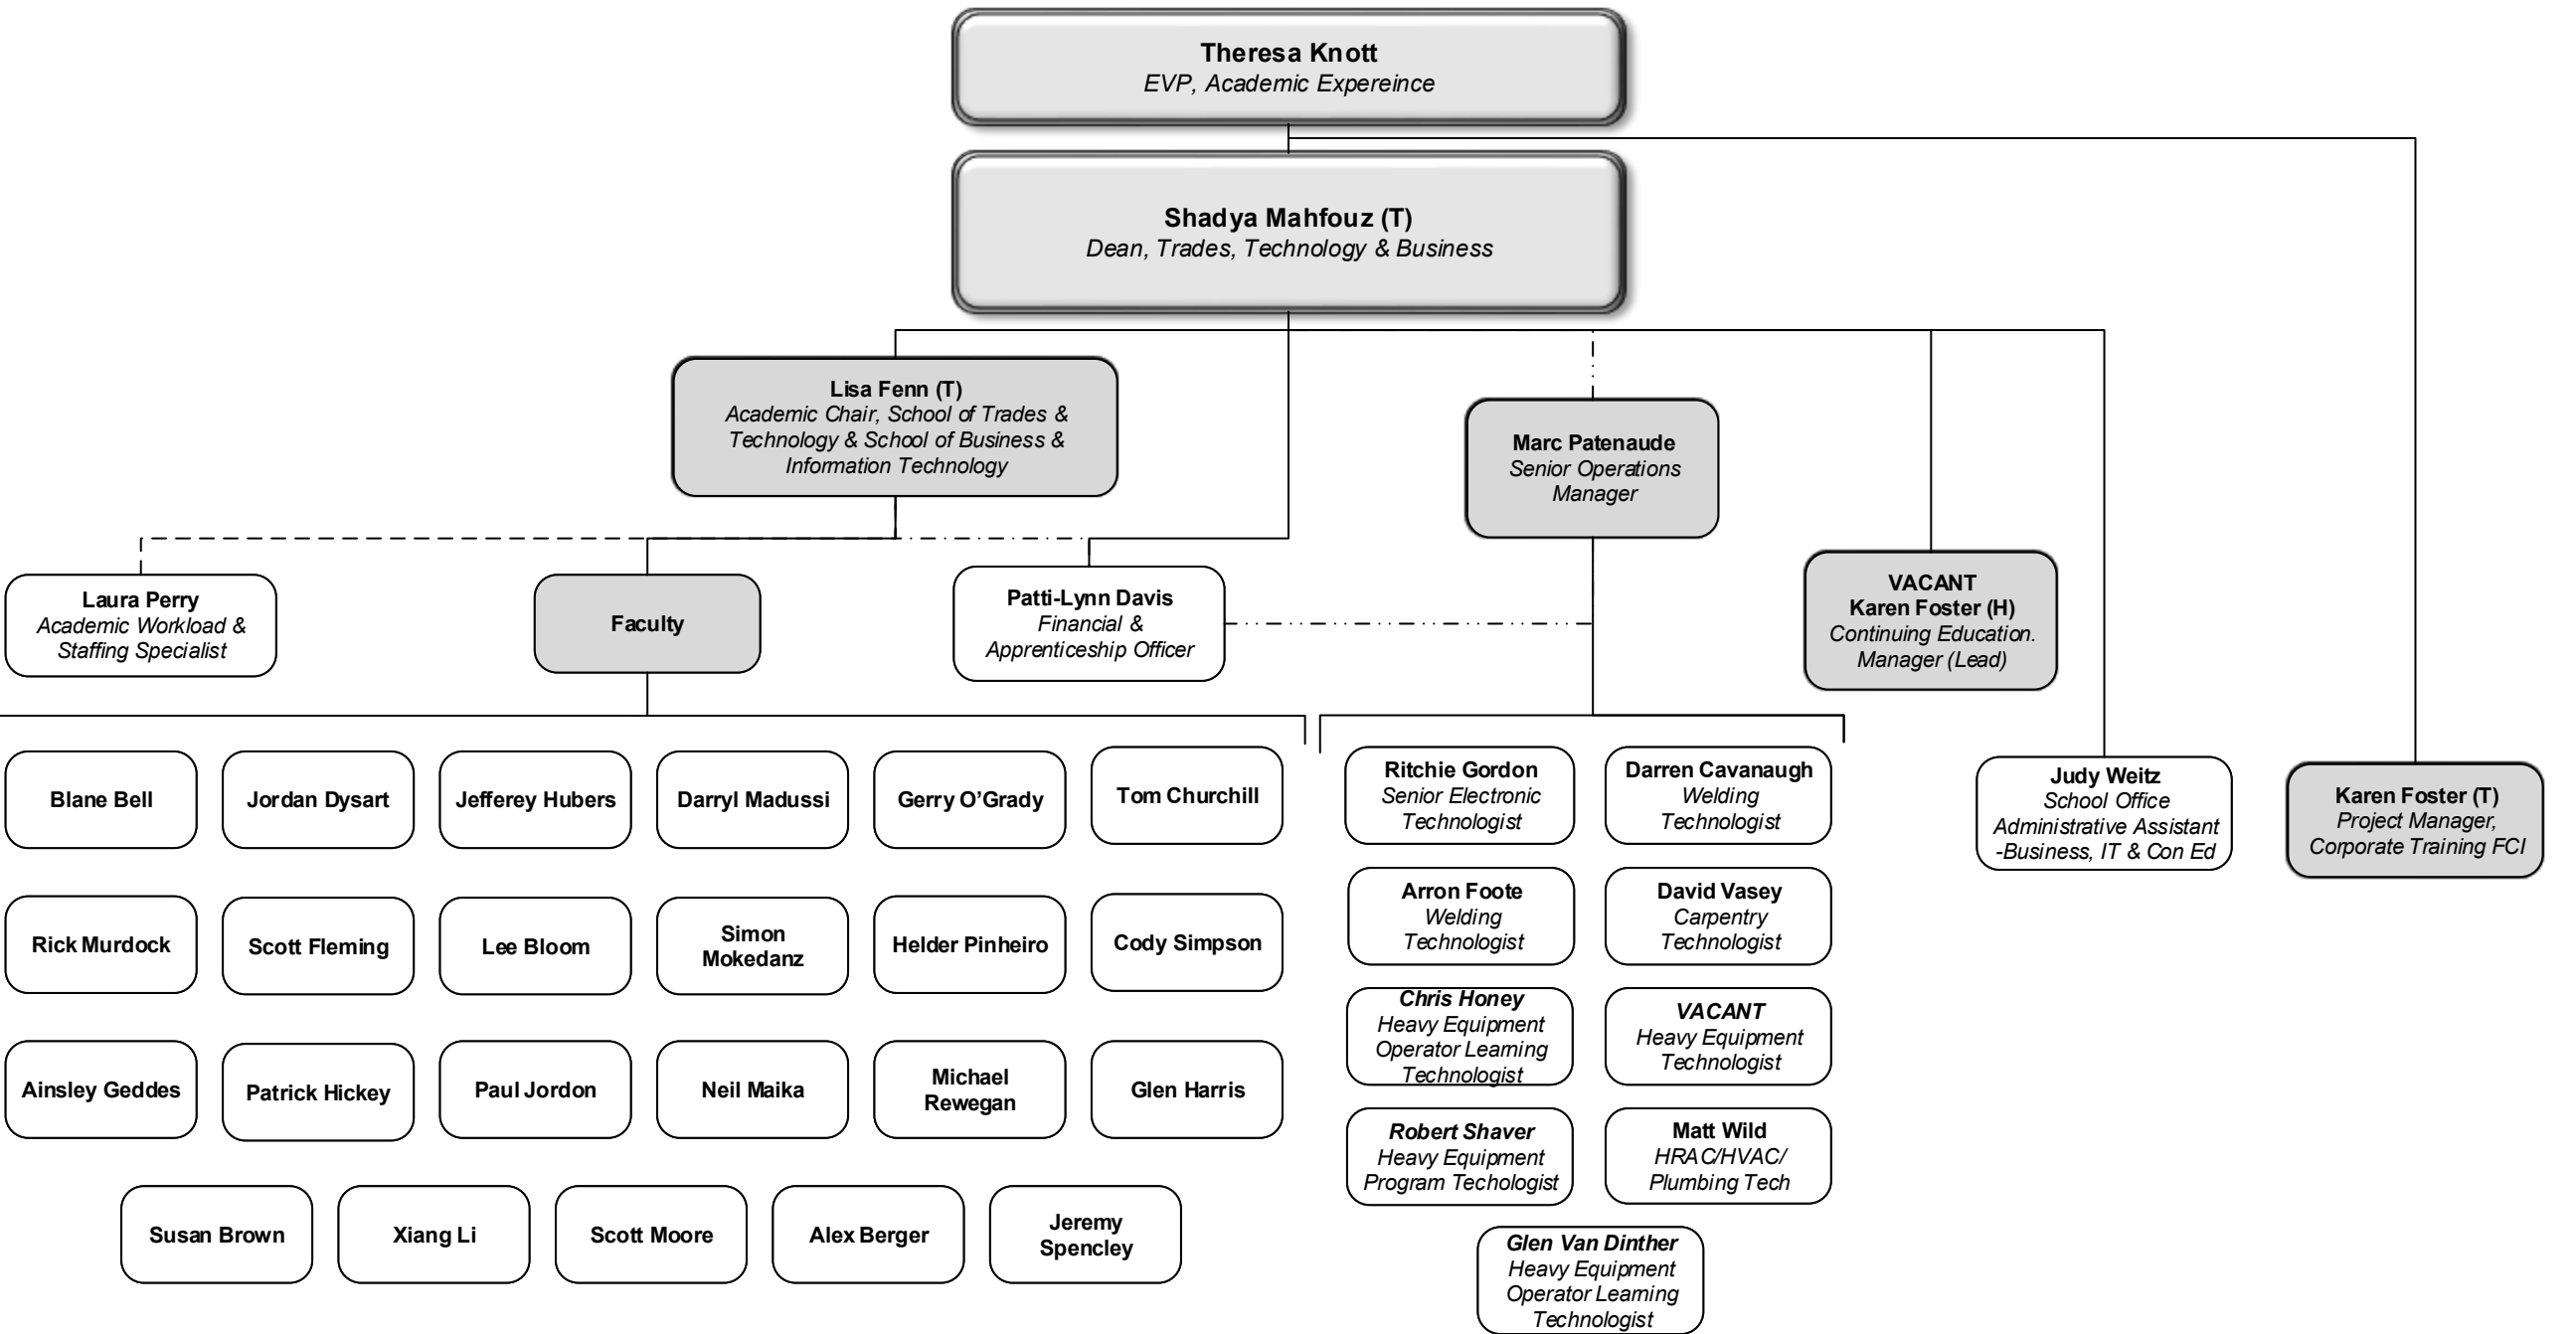 Theresa Knott
EVP, Academic Expereince
Shadya Mahfouz (T)
Dean, Trades, Technology & Business
Lisa Fenn (T)
Academic Chair, School of Trades &
Technology & School of Business &
Information Technology
Marc Patenaude
Senior Operations
Manager
Laura Perry
Academic Workload &
Staffing Specialist
Faculty
Patti-Lynn Davis
Financial &
Apprenticeship Officer
VACANT
Karen Foster (H)
Continuing Education.
Manager (Lead)
Blane Bell
Jordan Dysart
Jefferey Hubers
Darryl Madussi
Gerry O’Grady
Tom Churchill
Rick Murdock
Scott Fleming
Lee Bloom
Simon
Mokedanz
Helder Pinheiro
Cody Simpson
Ainsley Geddes
Patrick Hickey
Paul Jordon
Neil Maika
Michael
Rewegan
Glen Harris
Susan Brown
Xiang Li
Scott Moore
Alex Berger
Jeremy
Spencley
Ritchie Gordon
Senior Electronic
Technologist
Darren Cavanaugh
Welding
Technologist
Arron Foote
Welding
Technologist
David Vasey
Carpentry
Technologist
Chris Honey
Heavy Equipment
Operator Learning
Technologist
VACANT
Heavy Equipment
Technologist
Robert Shaver
Heavy Equipment
Program Techologist
Matt Wild
HRAC/HVAC/
Plumbing Tech
Glen Van Dinther
Heavy Equipment
Operator Learning
Technologist
Judy Weitz
School Office
Administrative Assistant
-Business, IT & Con Ed
Karen Foster (T)
Project Manager,
Corporate Training FCI